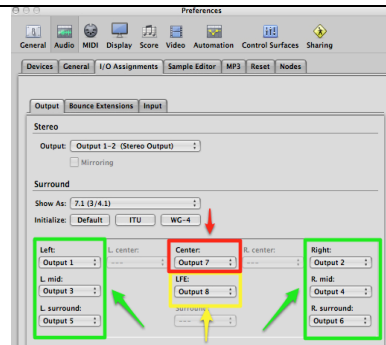 Preferences
General Audio MIDI Display Score Video Automation Control Surfaces Sharing
Devices General I/O Assignments Sample Editor MP3 Reset Nodes
Output Bounce Extensions Input
Stereo
Output: Output 1-2 (Stereo Output)
Mirroring
Surround
Show As: 7.1 (3/4.1)
Initialize: Default ITU WG-4
Left: L. center: Center: R. center: Right:
Output 1 --- Output 7 --- Output 2
L. mid: LFE: R. mid:
Output 3 Output 8 Output 4
L. surround: Surround: R. surround:
Output 5 --- Output 6